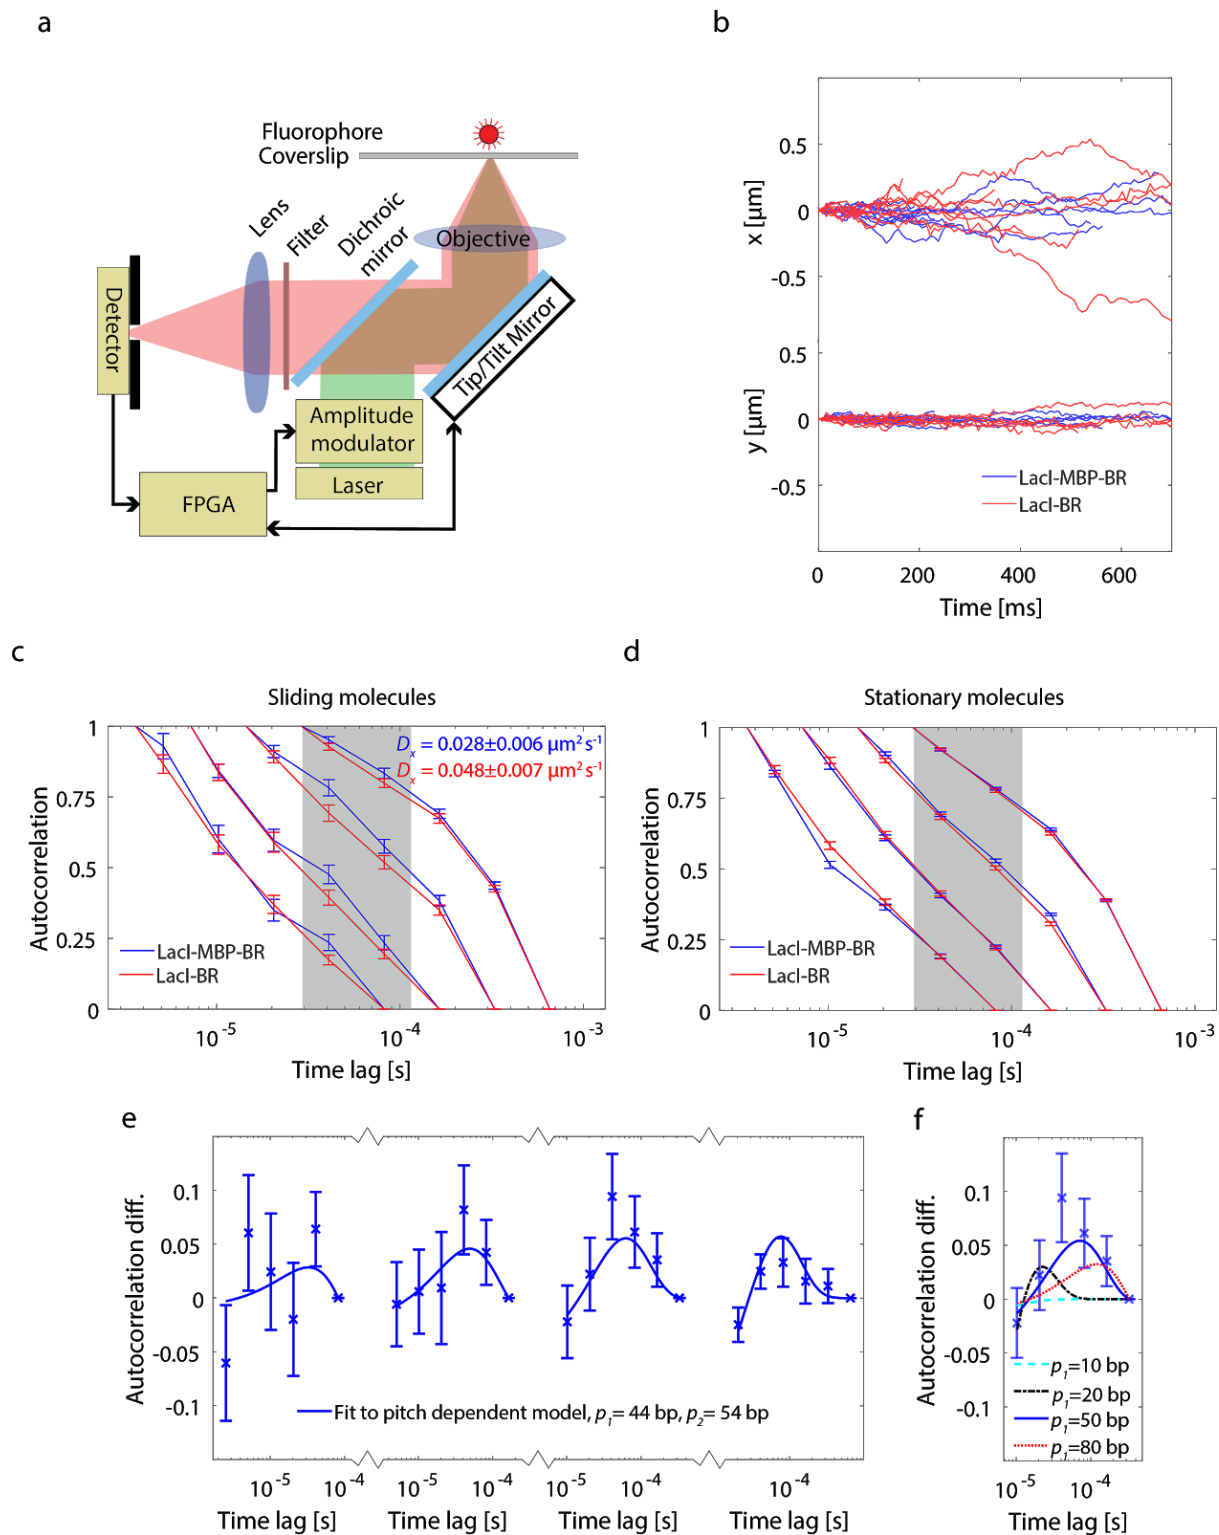 a
Fluorophore
Coverslip
Lens
Filter
Dichroic
mirror
Objective
Detector
Tip/Tilt Mirror
Amplitude
modulator
Laser
FPGA
b
x [µm]
0.5
0
-0.5
y [µm]
0.5
0
-0.5
LacI-MBP-BR
LacI-BR
0 200 400 600
Time [ms]
c
Sliding molecules
Dₓ = 0.028±0.006 µm² s⁻¹
Dₓ = 0.048±0.007 µm² s⁻¹
Autocorrelation
1
0.75
0.5
0.25
0
LacI-MBP-BR
LacI-BR
10⁻⁵ 10⁻⁴ 10⁻³
Time lag [s]
d
Stationary molecules
Autocorrelation
1
0.75
0.5
0.25
0
LacI-MBP-BR
LacI-BR
10⁻⁵ 10⁻⁴ 10⁻³
Time lag [s]
e
Autocorrelation diff.
0.1
0.05
0
-0.05
-0.1
Fit to pitch dependent model, p₁= 44 bp, p₂= 54 bp
10⁻⁵ 10⁻⁴ 10⁻⁵ 10⁻⁴ 10⁻⁵ 10⁻⁴ 10⁻⁴
Time lag [s] Time lag [s] Time lag [s] Time lag [s]
f
Autocorrelation diff.
0.1
0.05
0
-0.05
-0.1
p₁=10 bp
p₁=20 bp
p₁=50 bp
p₁=80 bp
10⁻⁵ 10⁻⁴
Time lag [s]